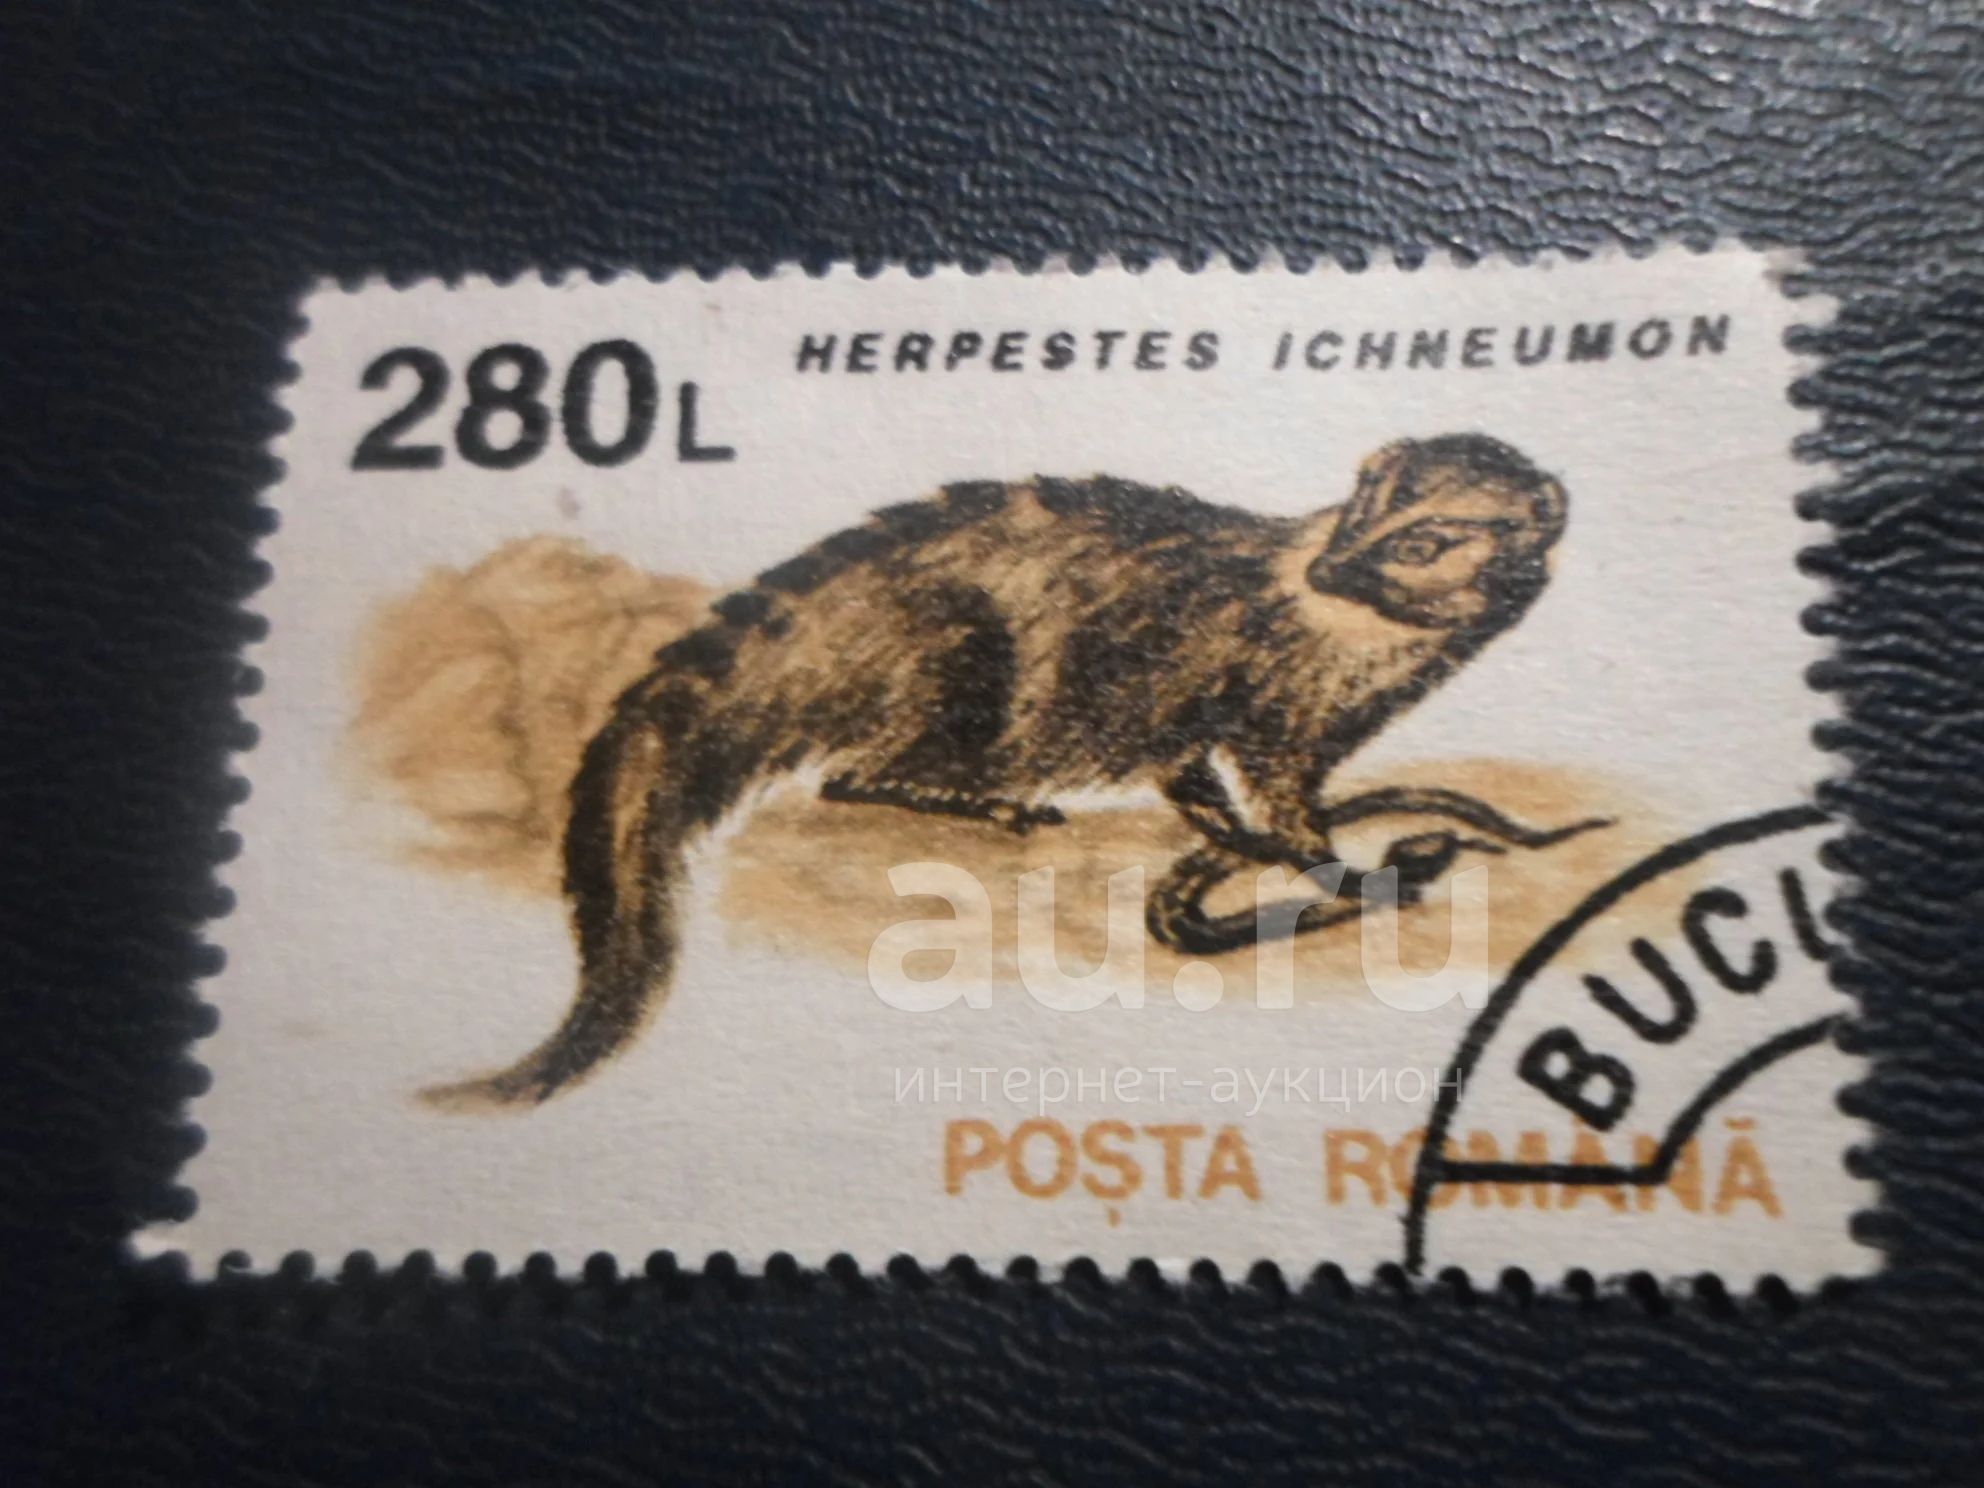 280L HERPESTES ICHNEUMON
au.ru
интернет-аукцион
BUC
POȘTA ROMÂNĂ